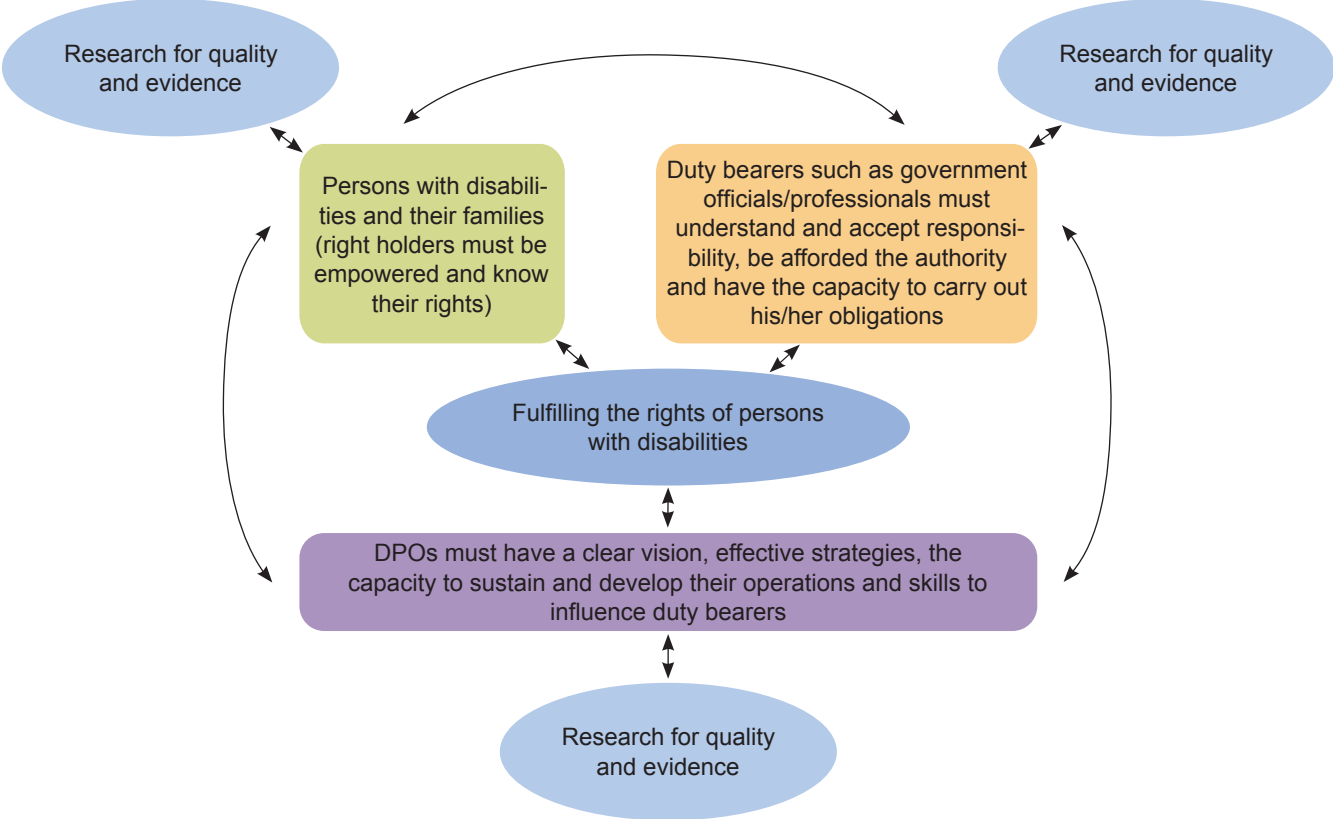 Research for quality
and evidence
Research for quality
and evidence
Persons with disabili-
ties and their families
(right holders must be
empowered and know
their rights)
Duty bearers such as government
officials/professionals must
understand and accept responsi-
bility, be afforded the authority
and have the capacity to carry out
his/her obligations
Fulfilling the rights of persons
with disabilities
DPOs must have a clear vision, effective strategies, the
capacity to sustain and develop their operations and skills to
influence duty bearers
Research for quality
and evidence